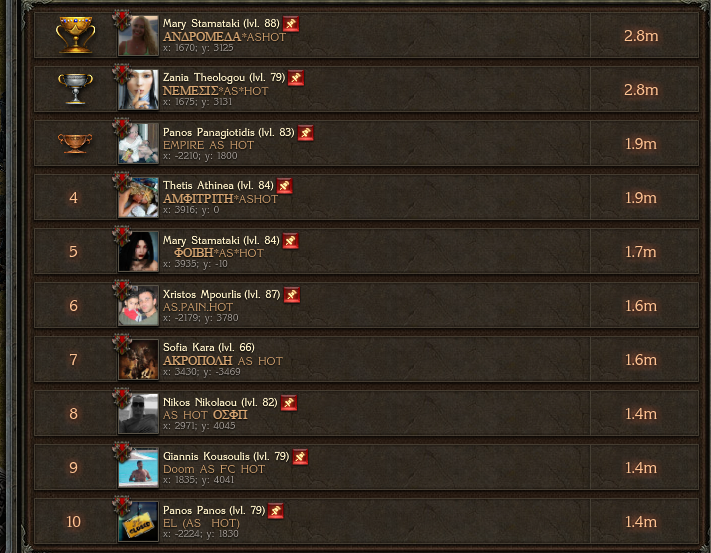 Mary Stamataki (lvl. 88)
ΑΝΔΡΟΜΕΔΑ*ASHOT
x: 1670; y: 3125
2.8m
Zania Theologou (lvl. 79)
ΝΕΜΕΣΙΣ*AS*HOT
x: 1675; y: 3131
2.8m
Panos Panagiotidis (lvl. 83)
EMPIRE AS HOT
x: -2210; y: 1800
1.9m
4
Thetis Athinea (lvl. 84)
ΑΜΦΙΤΡΙΤΗ*ASHOT
x: 3916; y: 0
1.9m
5
Mary Stamataki (lvl. 84)
ΦΟΙΒΗ*AS*HOT
x: 3935; y: -10
1.7m
6
Xristos Mpourlis (lvl. 87)
AS.PAIN.HOT
x: -2179; y: 3780
1.6m
7
Sofia Kara (lvl. 66)
ΑΚΡΟΠΟΛΗ AS HOT
x: 3430; y: -3469
1.6m
8
Nikos Nikolaou (lvl. 82)
AS HOT ΟΣΦΠ
x: 2971; y: 4045
1.4m
9
Giannis Kousoulis (lvl. 79)
Doom AS FC HOT
x: 1835; y: 4041
1.4m
10
Panos Panos (lvl. 79)
EL (AS HOT)
x: -2224; y: 1830
1.4m